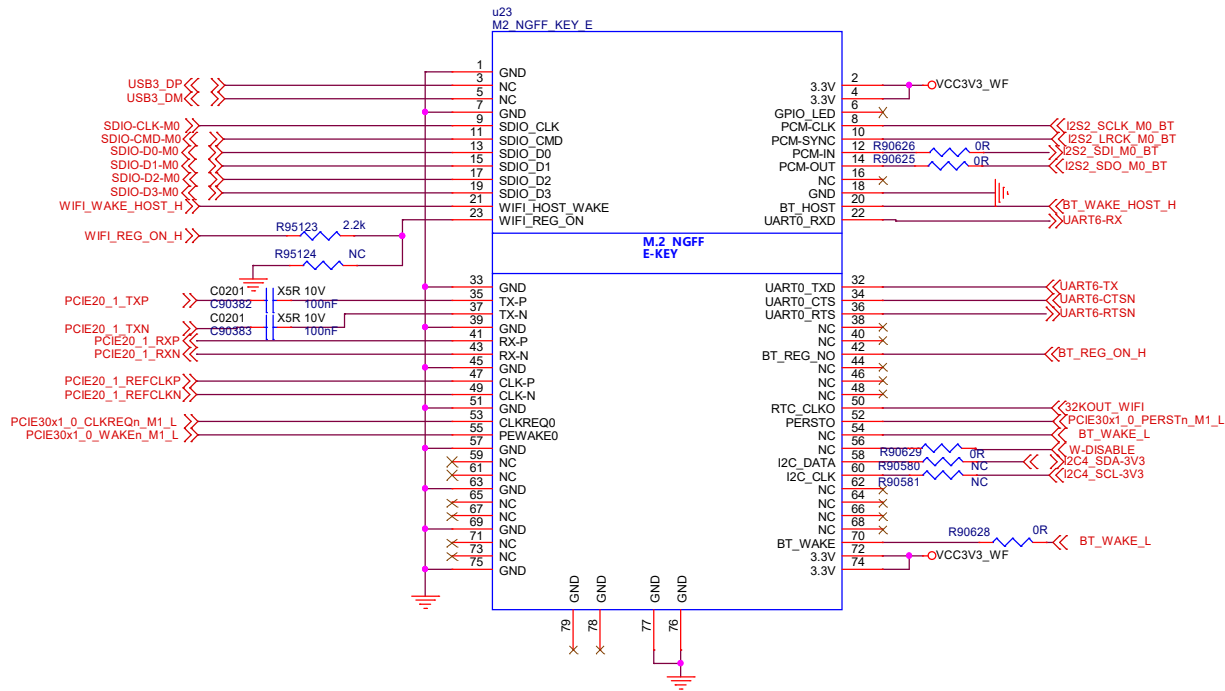 u23
M2_NGFF_KEY_E
1 GND
USB3_DP 3 NC
USB3_DM 5 NC
7 GND
SDIO-CLK-M0 9 SDIO_CLK
SDIO-CMD-M0 11 SDIO_CMD
SDIO-D0-M0 13 SDIO_D0
SDIO-D1-M0 15 SDIO_D1
SDIO-D2-M0 17 SDIO_D2
SDIO-D3-M0 19 SDIO_D3
WIFI_WAKE_HOST_H 21 WIFI_HOST_WAKE
23 WIFI_REG_ON
WIFI_REG_ON_H R95123 2.2k
R95124 NC
3.3V 2 VCC3V3_WF
3.3V 4
GPIO_LED 6
PCM-CLK 8 I2S2_SCLK_M0_BT
PCM-SYNC 10 I2S2_LRCK_M0_BT
PCM-IN 12 R90626 0R I2S2_SDI_M0_BT
PCM-OUT 14 R90625 0R I2S2_SDO_M0_BT
NC 16
GND 18
BT_HOST 20 BT_WAKE_HOST_H
UART0_RXD 22 UART6-RX
M.2 NGFF
E-KEY
33 GND
PCIE20_1_TXP C0201 C90382 X5R 10V 100nF 35 TX-P
PCIE20_1_TXN C0201 C90383 X5R 10V 100nF 37 TX-N
39 GND
PCIE20_1_RXP 41 RX-P
PCIE20_1_RXN 43 RX-N
45 GND
PCIE20_1_REFCLKP 47 CLK-P
PCIE20_1_REFCLKN 49 CLK-N
51 GND
PCIE30x1_0_CLKREQn_M1_L 53 CLKREQ0
PCIE30x1_0_WAKEn_M1_L 55 PEWAKE0
57 GND
59 NC
61 NC
63 GND
65 NC
67 NC
69 GND
71 NC
73 NC
75 GND
UART0_TXD 32 UART6-TX
UART0_CTS 34 UART6-CTSN
UART0_RTS 36 UART6-RTSN
NC 38
NC 40
BT_REG_NO 42 BT_REG_ON_H
NC 44
NC 46
NC 48
RTC_CLKO 50 32KOUT_WIFI
PERSTO 52 PCIE30x1_0_PERSTn_M1_L
NC 54 BT_WAKE_L
NC 56 R90629 0R W-DISABLE
I2C_DATA 58 R90580 NC I2C4_SDA-3V3
I2C_CLK 60 R90581 NC I2C4_SCL-3V3
NC 62
NC 64
NC 66
NC 68
BT_WAKE 70 R90628 0R BT_WAKE_L
3.3V 72 VCC3V3_WF
3.3V 74
GND GND GND GND
79 78 77 76